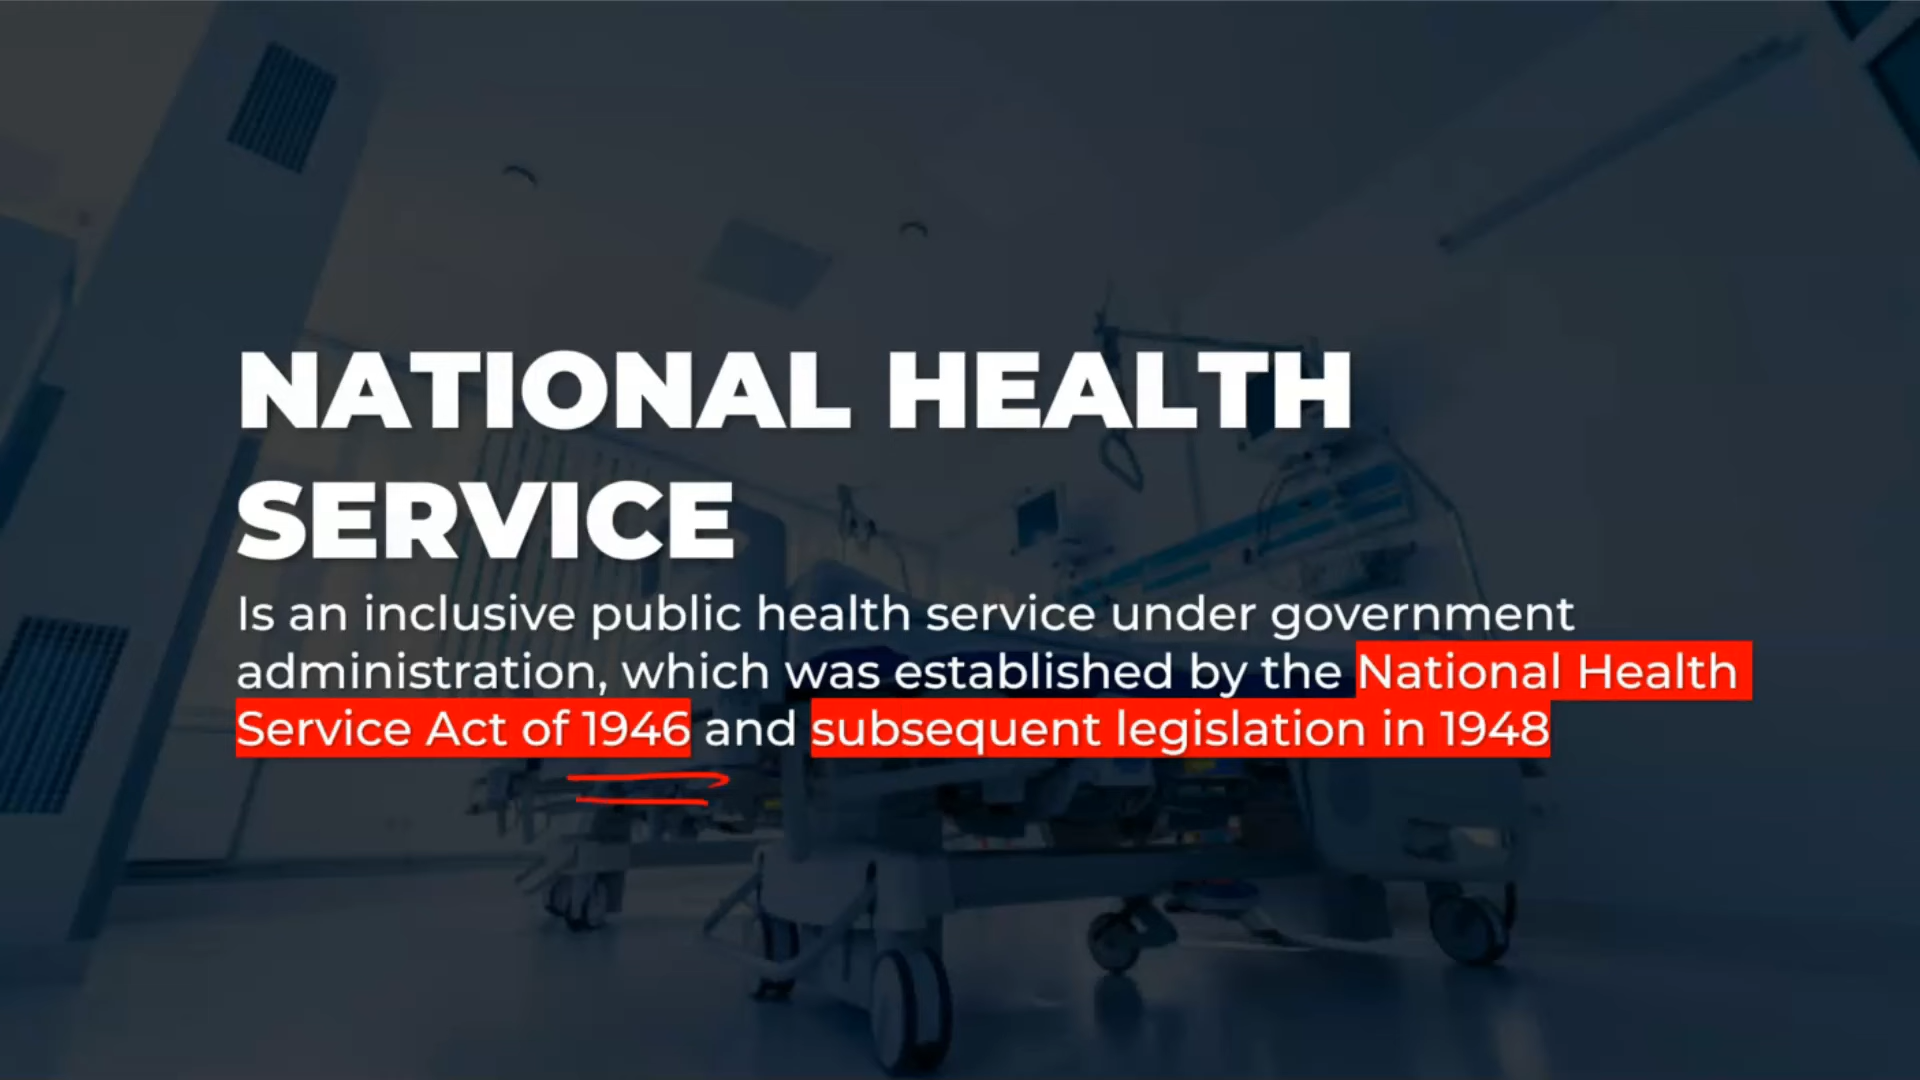 NATIONAL HEALTH
SERVICE
Is an inclusive public health service under government
administration, which was established by the National Health
Service Act of 1946 and subsequent legislation in 1948